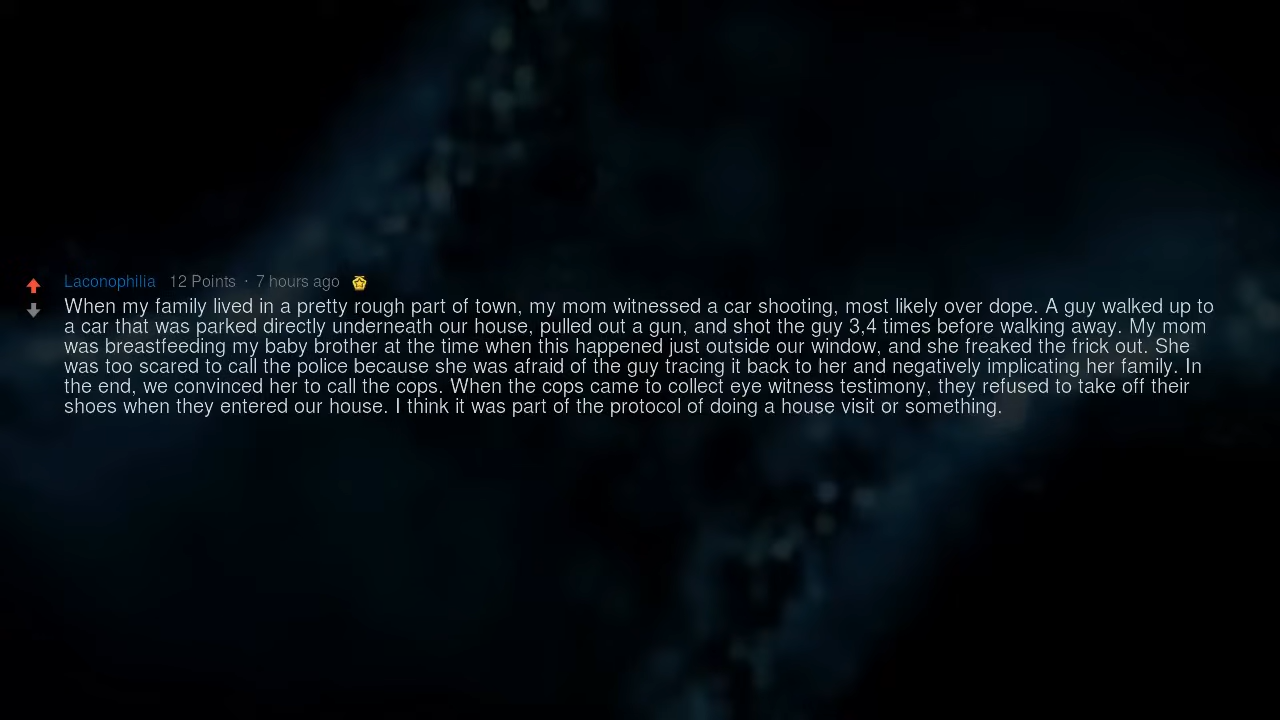 Laconophilia 12 Points · 7 hours ago
When my family lived in a pretty rough part of town, my mom witnessed a car shooting, most likely over dope. A guy walked up to
a car that was parked directly underneath our house, pulled out a gun, and shot the guy 3,4 times before walking away. My mom
was breastfeeding my baby brother at the time when this happened just outside our window, and she freaked the frick out. She
was too scared to call the police because she was afraid of the guy tracing it back to her and negatively implicating her family. In
the end, we convinced her to call the cops. When the cops came to collect eye witness testimony, they refused to take off their
shoes when they entered our house. I think it was part of the protocol of doing a house visit or something.